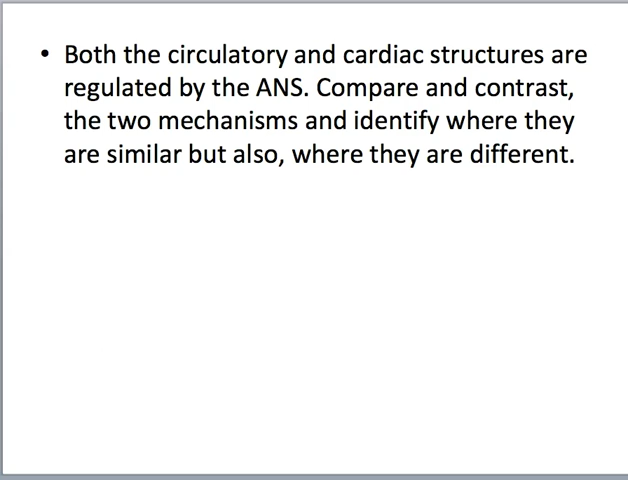 • Both the circulatory and cardiac structures are
regulated by the ANS. Compare and contrast,
the two mechanisms and identify where they
are similar but also, where they are different.